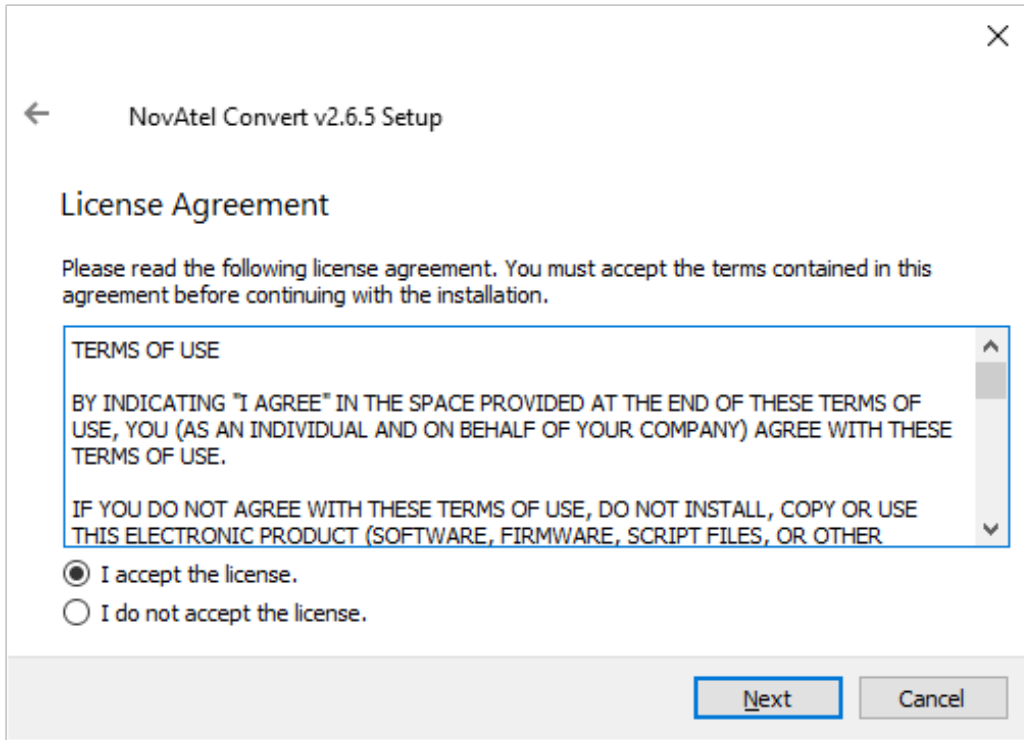 NovAtel Convert v2.6.5 Setup
License Agreement
Please read the following license agreement. You must accept the terms contained in this
agreement before continuing with the installation.
TERMS OF USE
BY INDICATING "I AGREE" IN THE SPACE PROVIDED AT THE END OF THESE TERMS OF
USE, YOU (AS AN INDIVIDUAL AND ON BEHALF OF YOUR COMPANY) AGREE WITH THESE
TERMS OF USE.
IF YOU DO NOT AGREE WITH THESE TERMS OF USE, DO NOT INSTALL, COPY OR USE
THIS ELECTRONIC PRODUCT (SOFTWARE, FIRMWARE, SCRIPT FILES, OR OTHER
I accept the license.
I do not accept the license.
Next
Cancel